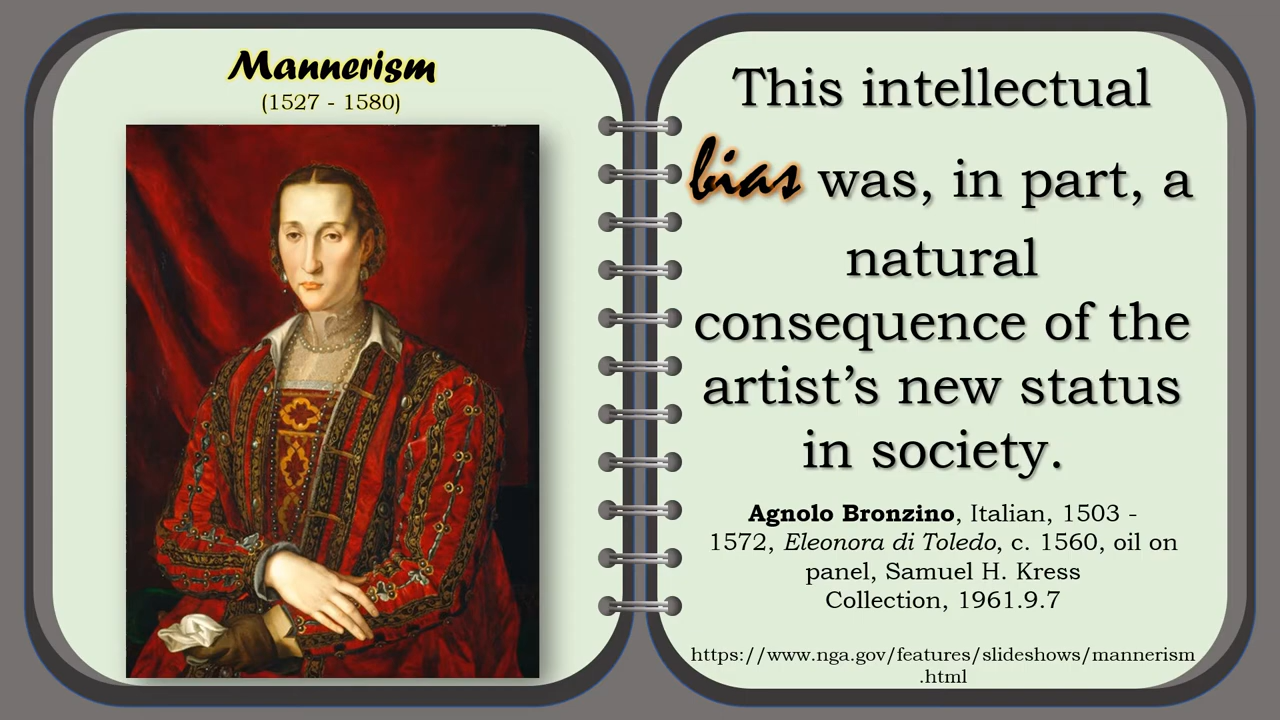 Mannerism
(1527 - 1580)
This intellectual
bias was, in part, a
natural
consequence of the
artist’s new status
in society.
Agnolo Bronzino, Italian, 1503 -
1572, Eleonora di Toledo, c. 1560, oil on
panel, Samuel H. Kress
Collection, 1961.9.7
https://www.nga.gov/features/slideshows/mannerism
.html